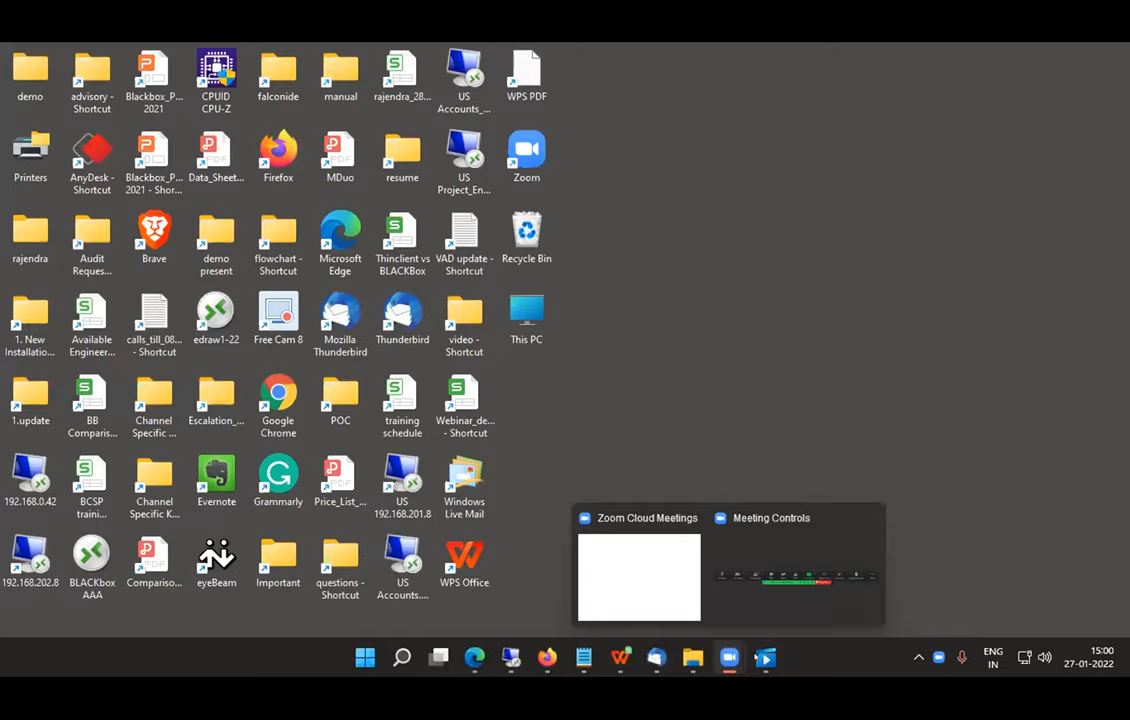 demo
advisory -
Shortcut
Blackbox_P...
2021
CPUID
CPU-Z
falconide
manual
rajendra_28...
US
Accounts_...
WPS PDF
Printers
AnyDesk -
Shortcut
Blackbox_P...
2021 - Shor...
Data_Sheet...
Firefox
MDuo
resume
US
Project_En...
Zoom
rajendra
Audit
Reques...
Brave
demo
present
flowchart -
Shortcut
Microsoft
Edge
Thinclient vs
BLACKBox
VAD update -
Shortcut
Recycle Bin
1. New
Installatio...
Available
Engineer...
calls_till_08...
- Shortcut
edraw1-22
Free Cam 8
Mozilla
Thunderbird
Thunderbird
video -
Shortcut
This PC
1.update
BB
Comparis...
Channel
Specific ...
Escalation_...
Google
Chrome
POC
training
schedule
Webinar_de...
- Shortcut
192.168.0.42
BCSP
traini...
Channel
Specific K...
Evernote
Grammarly
Price_List_...
US
192.168.201.8
Windows
Live Mail
192.168.202.8
BLACKbox
AAA
Compariso...
eyeBeam
Important
questions -
Shortcut
US
Accounts....
WPS Office
Zoom Cloud Meetings
Meeting Controls
ENG
IN
15:00
27-01-2022